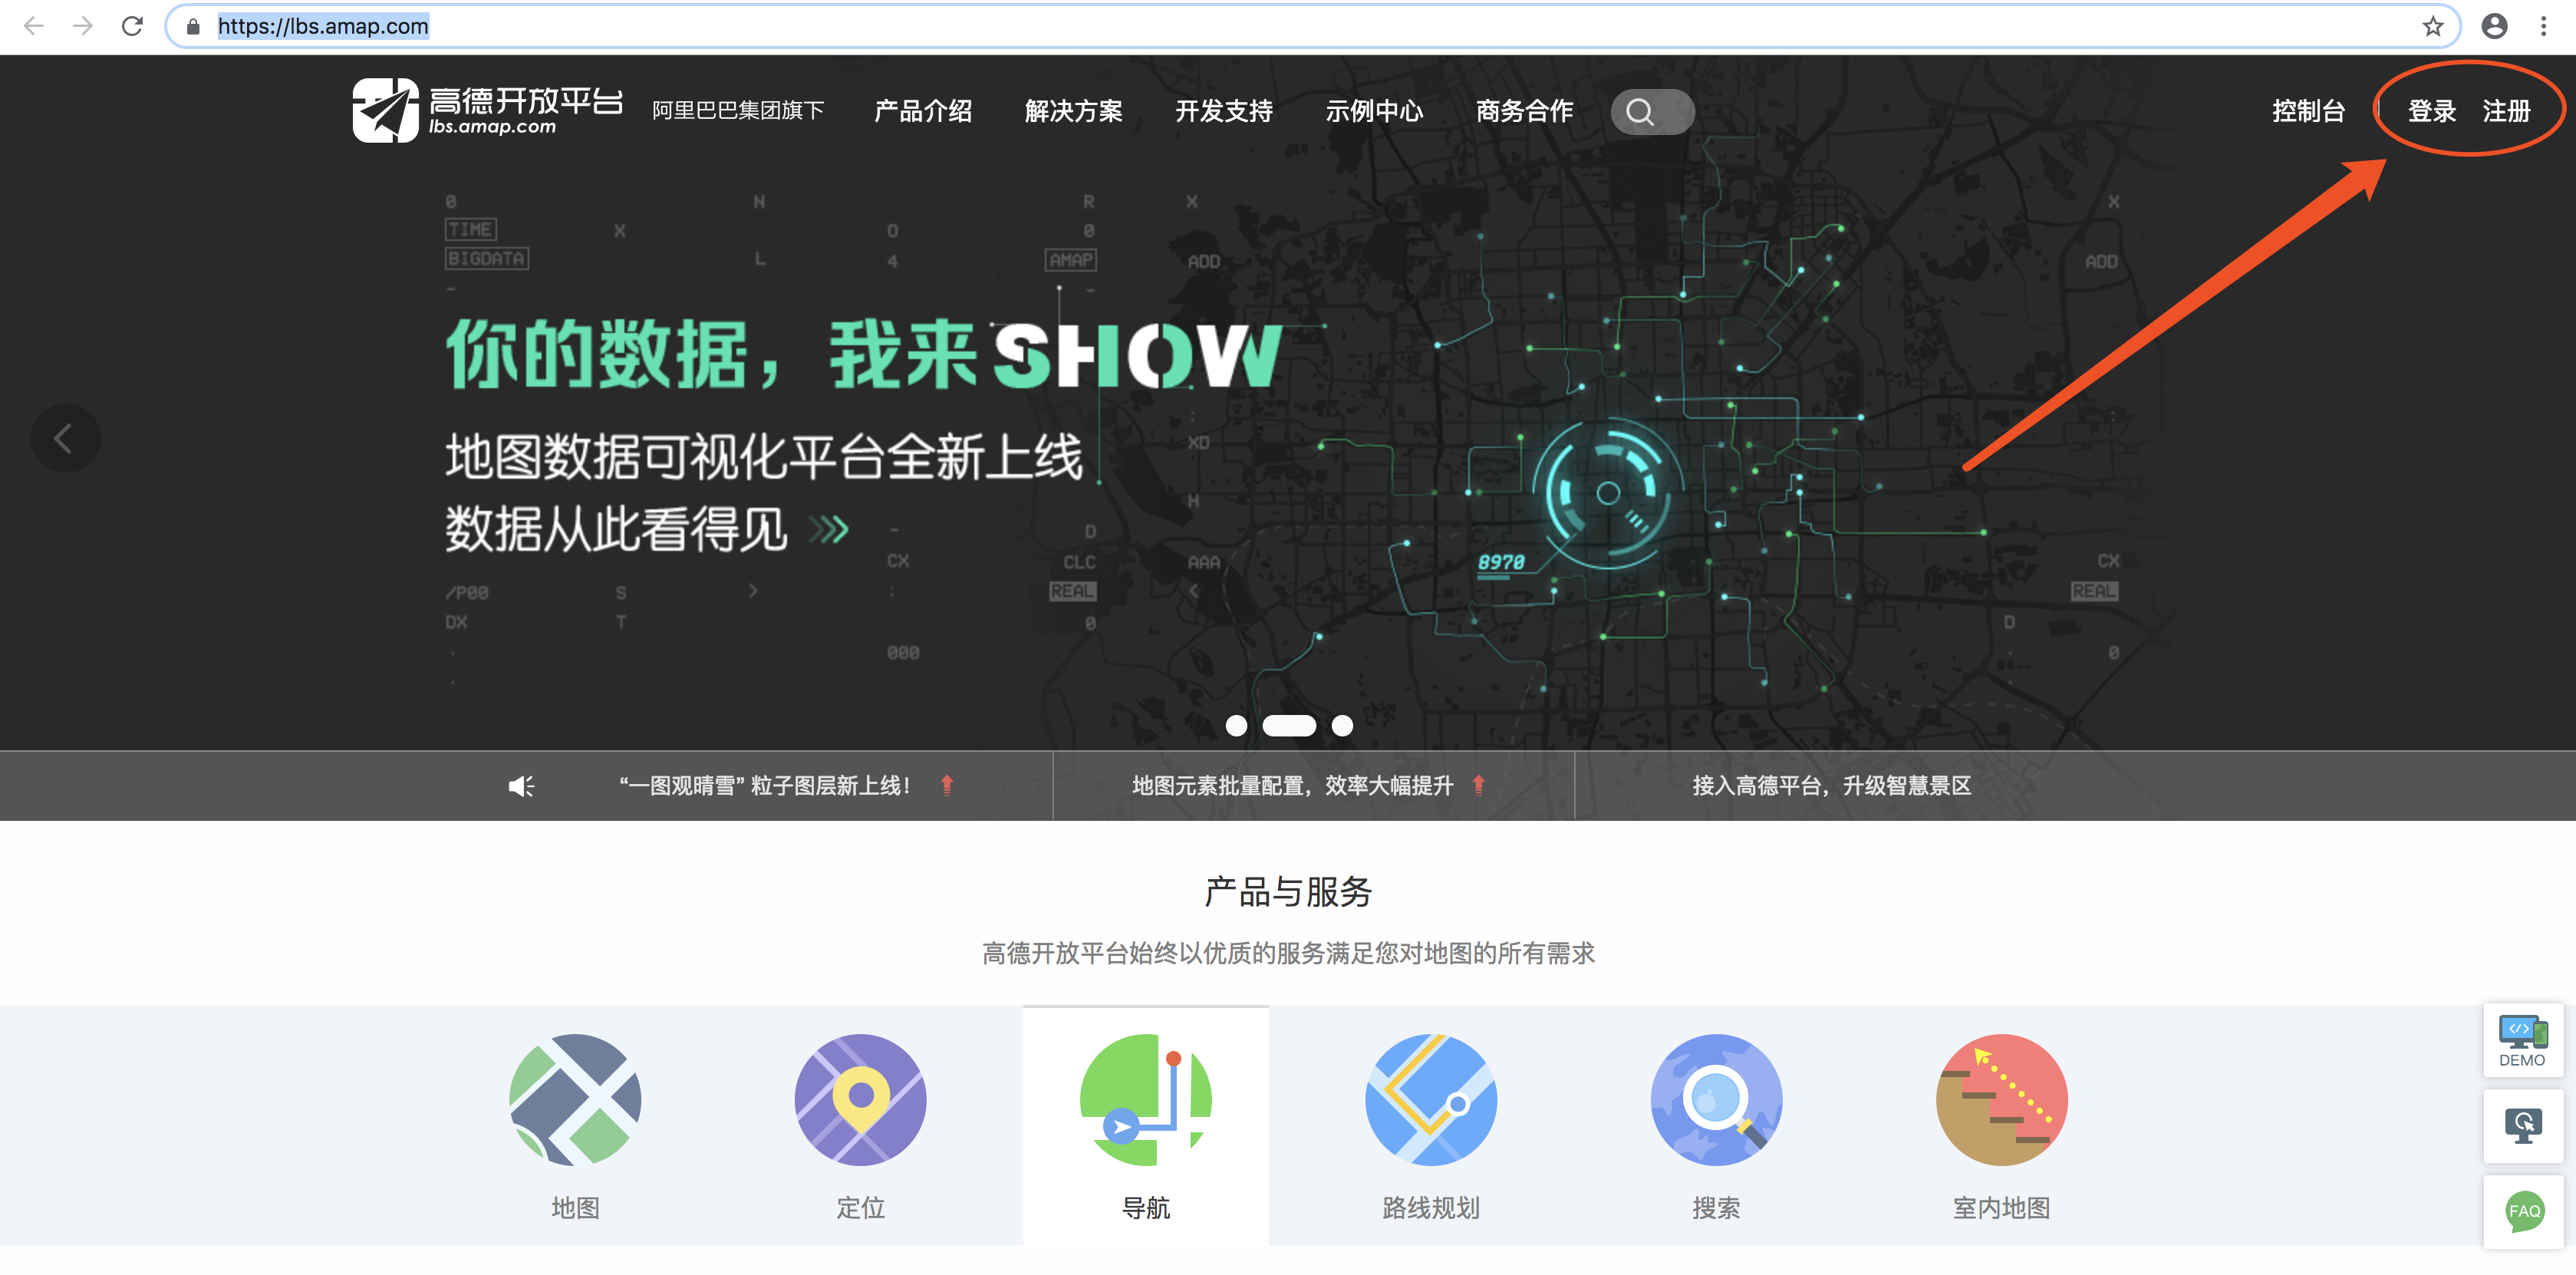 https://lbs.amap.com
高德开放平台
lbs.amap.com
阿里巴巴集团旗下
产品介绍
解决方案
开发支持
示例中心
商务合作
控制台
登录
注册
0 N R X X
TIME X O 0
BIGDATA L 4 AMAP ADD ADD
你的数据，我来SHOW
地图数据可视化平台全新上线
XD
数据从此看得见
H
D
CX CLC AAA 8970 CX
/P00 S > : REAL < REAL
DX T 0 D
000 0
“一图观晴雪” 粒子图层新上线！
地图元素批量配置，效率大幅提升
接入高德平台，升级智慧景区
产品与服务
高德开放平台始终以优质的服务满足您对地图的所有需求
地图
定位
导航
路线规划
搜索
室内地图
DEMO
FAQ